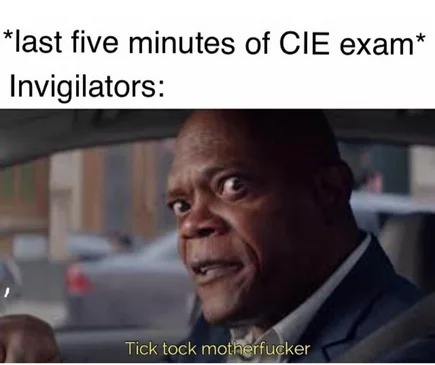 *last five minutes of CIE exam*
Invigilators:
Tick tock motherfucker